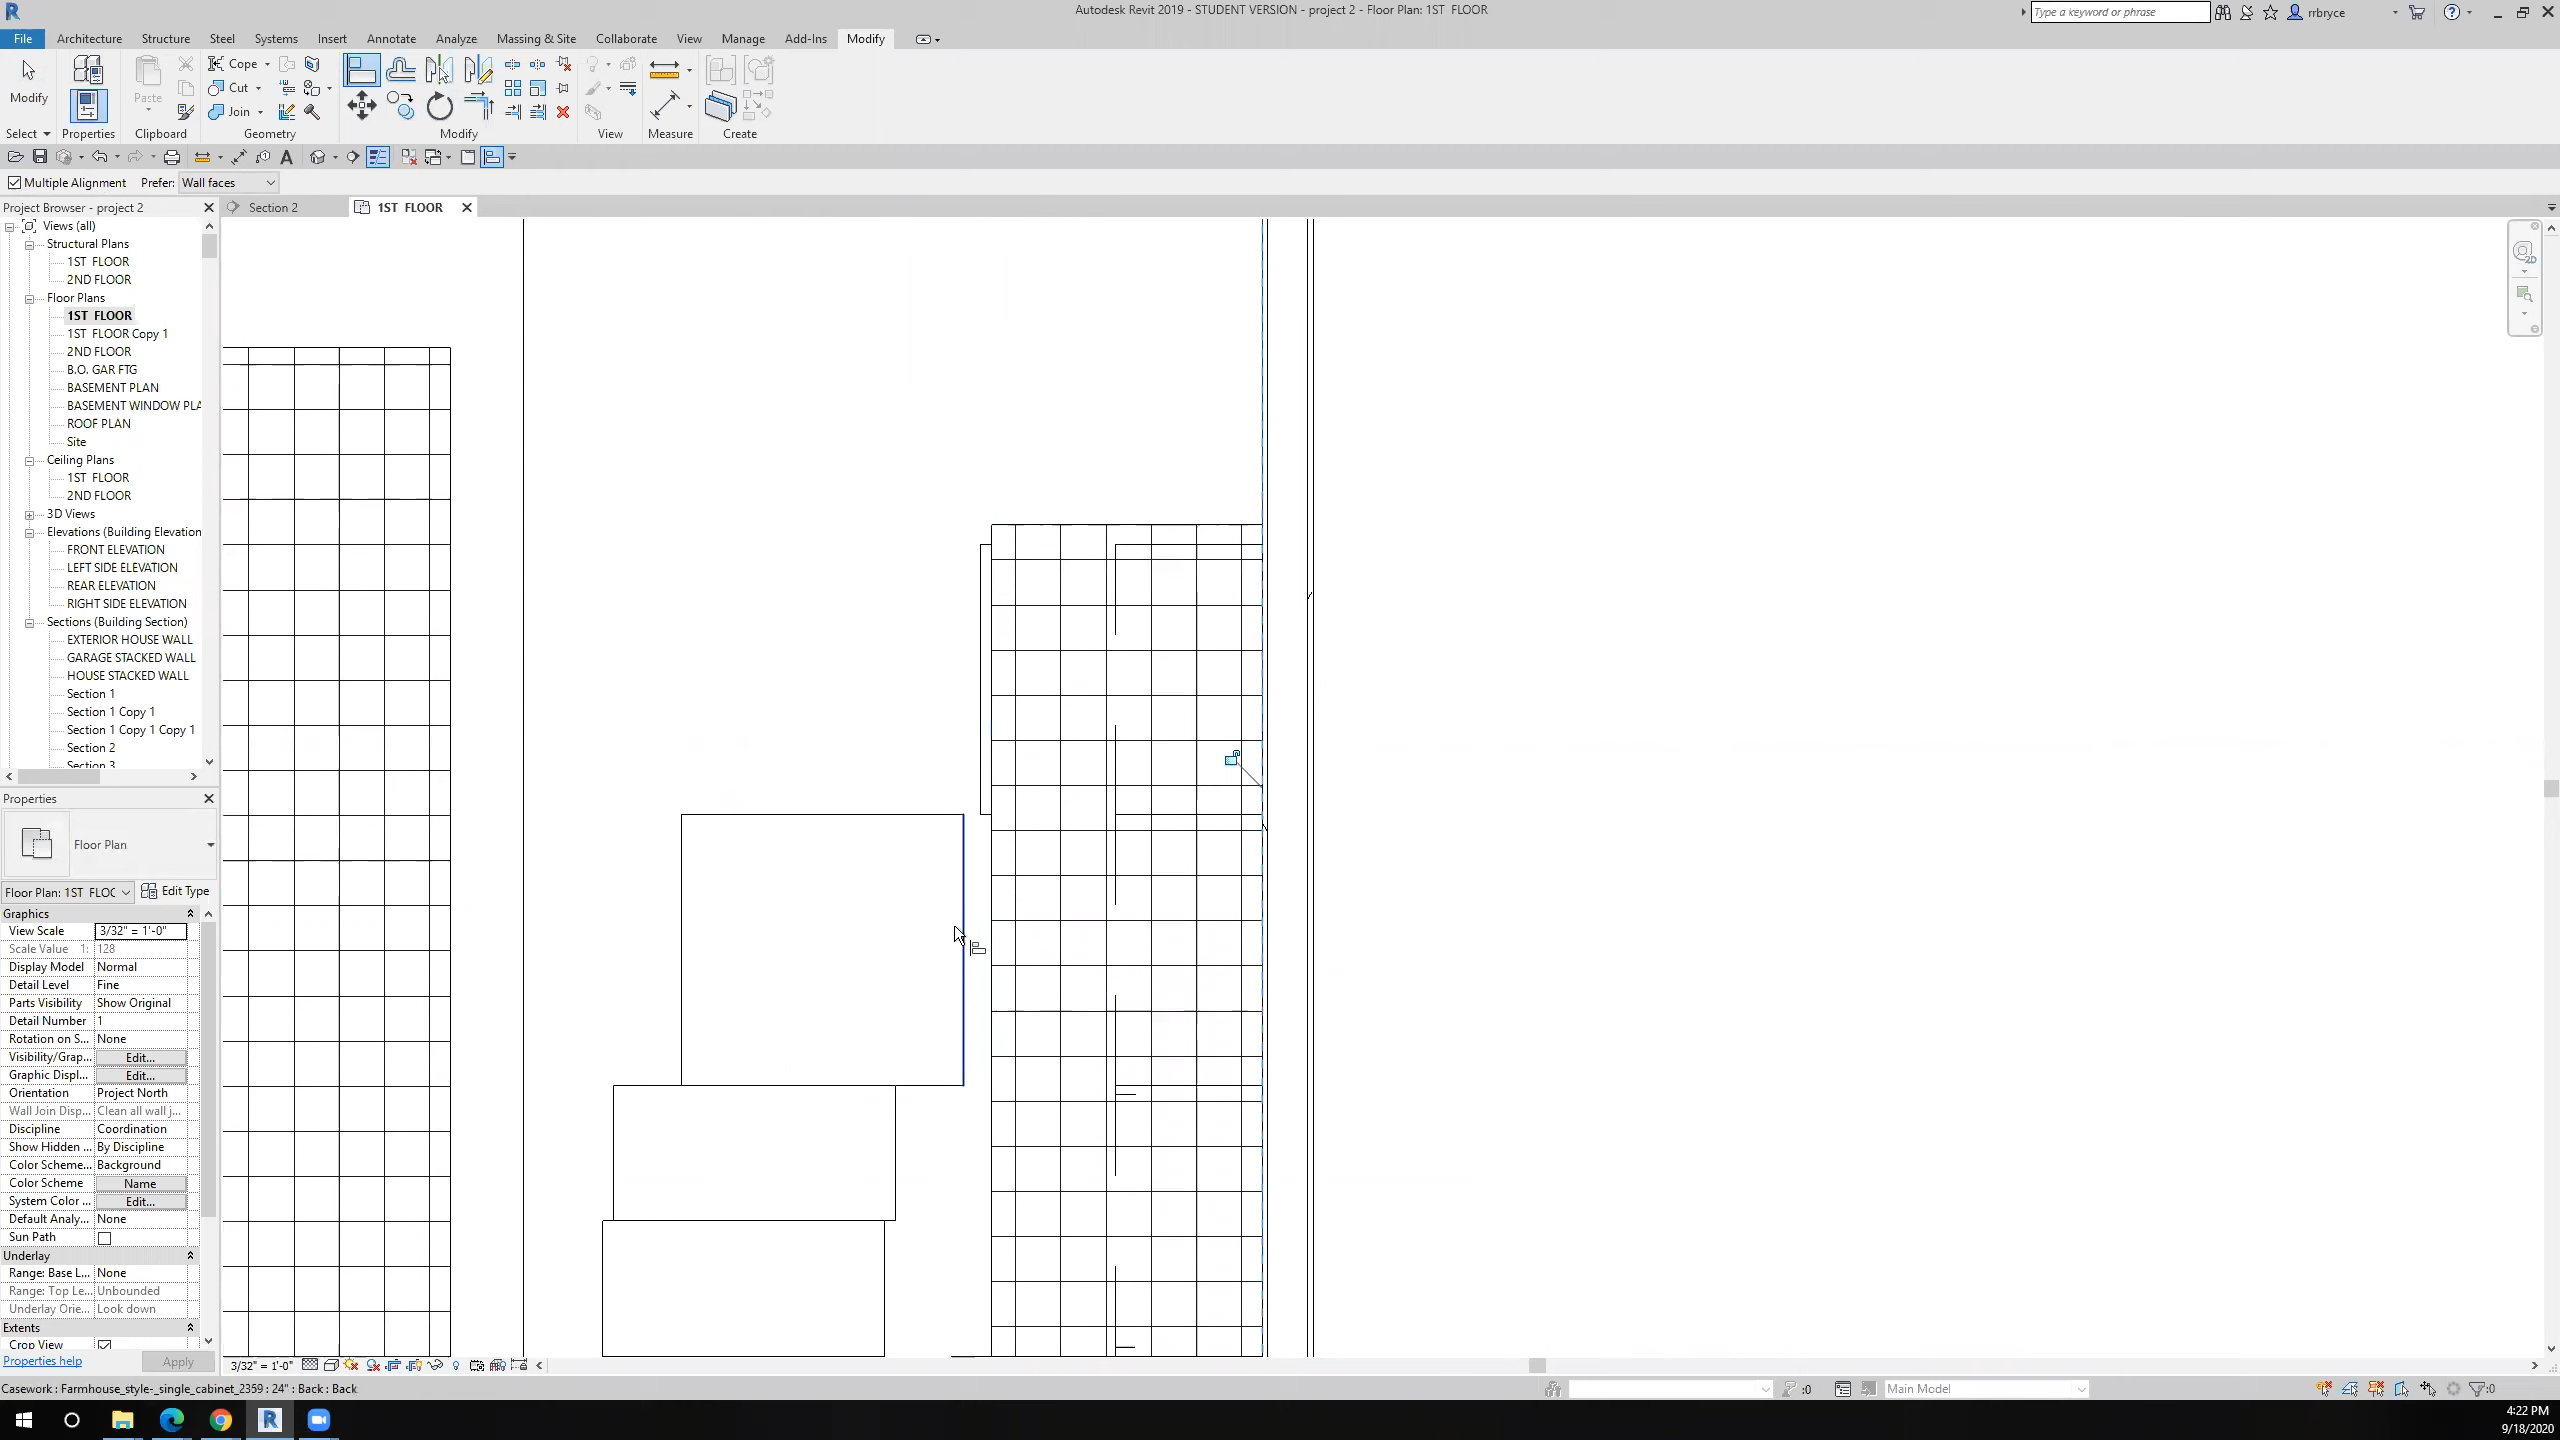 Autodesk Revit 2019 - STUDENT VERSION - project 2 - Floor Plan: 1ST  FLOOR
Type a keyword or phrase
rrbryce
File
Architecture
Structure
Steel
Systems
Insert
Annotate
Analyze
Massing & Site
Collaborate
View
Manage
Add-Ins
Modify
Modify
Paste
Cope
Cut
Join
Select
Properties
Clipboard
Geometry
Modify
View
Measure
Create
Multiple Alignment
Prefer:
Wall faces
Project Browser - project 2
Section 2
1ST  FLOOR
Views (all)
Structural Plans
1ST  FLOOR
2ND FLOOR
Floor Plans
1ST  FLOOR
1ST  FLOOR Copy 1
2ND FLOOR
B.O. GAR FTG
BASEMENT PLAN
BASEMENT WINDOW PLA
ROOF PLAN
Site
Ceiling Plans
1ST  FLOOR
2ND FLOOR
3D Views
Elevations (Building Elevation
FRONT ELEVATION
LEFT SIDE ELEVATION
REAR ELEVATION
RIGHT SIDE ELEVATION
Sections (Building Section)
EXTERIOR HOUSE WALL
GARAGE STACKED WALL
HOUSE STACKED WALL
Section 1
Section 1 Copy 1
Section 1 Copy 1 Copy 1
Section 2
Section 3
Properties
Floor Plan
Floor Plan: 1ST  FLOC
Edit Type
Graphics
View Scale 3/32" = 1'-0"
Scale Value 1: 128
Display Model Normal
Detail Level Fine
Parts Visibility Show Original
Detail Number 1
Rotation on S... None
Visibility/Grap... Edit...
Graphic Displ... Edit...
Orientation Project North
Wall Join Disp... Clean all wall j...
Discipline Coordination
Show Hidden ... By Discipline
Color Scheme... Background
Color Scheme Name
System Color ... Edit...
Default Analy... None
Sun Path
Underlay
Range: Base L... None
Range: Top Le... Unbounded
Underlay Orie... Look down
Extents
Crop View
Properties help
Apply
3/32" = 1'-0"
Casework : Farmhouse_style-_single_cabinet_2359 : 24" : Back : Back
:0
Main Model
:0
4:22 PM
9/18/2020